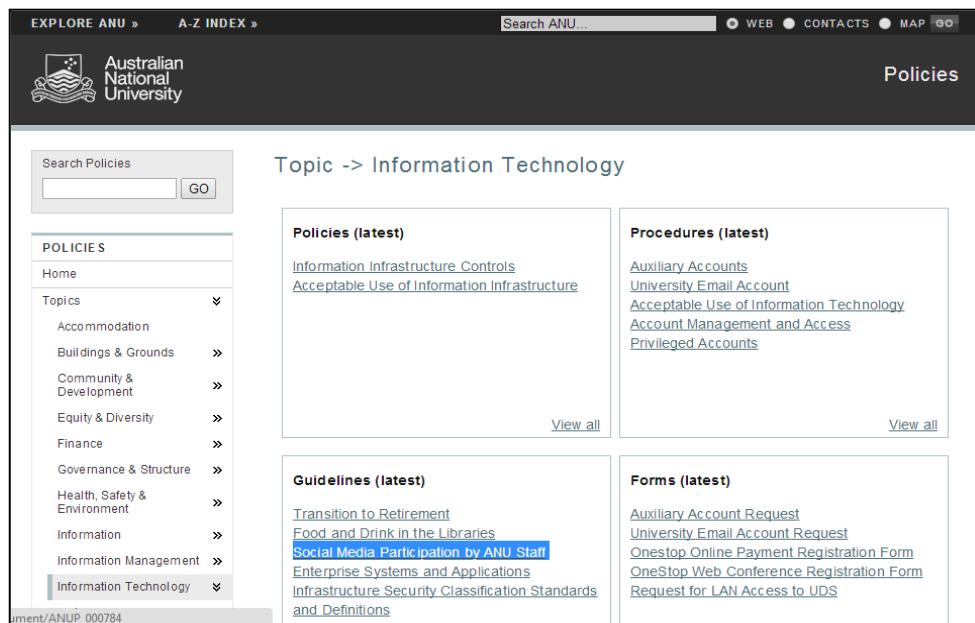 EXPLORE ANU » A-Z INDEX » Search ANU... WEB CONTACTS MAP GO
Australian
National
University
Policies
Search Policies
GO
POLICIES
Home
Topics
Accommodation
Buildings & Grounds
Community &
Development
Equity & Diversity
Finance
Governance & Structure
Health, Safety &
Environment
Information
Information Management
Information Technology
ument/ANUP_000784
Topic -> Information Technology
Policies (latest)
Information Infrastructure Controls
Acceptable Use of Information Infrastructure
View all
Procedures (latest)
Auxiliary Accounts
University Email Account
Acceptable Use of Information Technology
Account Management and Access
Privileged Accounts
View all
Guidelines (latest)
Transition to Retirement
Food and Drink in the Libraries
Social Media Participation by ANU Staff
Enterprise Systems and Applications
Infrastructure Security Classification Standards
and Definitions
Forms (latest)
Auxiliary Account Request
University Email Account Request
Onestop Online Payment Registration Form
OneStop Web Conference Registration Form
Request for LAN Access to UDS